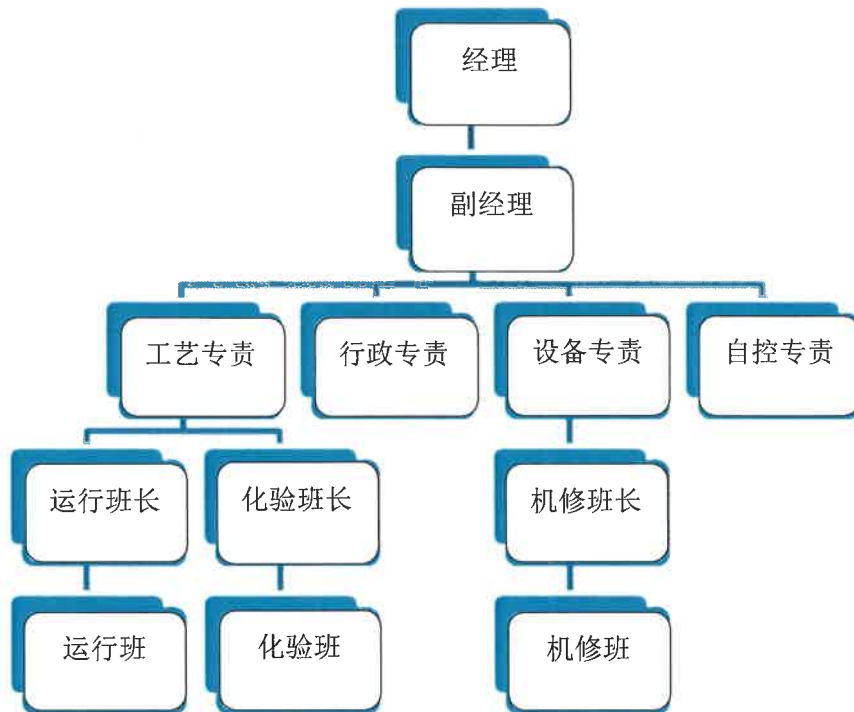 经理
副经理
工艺专责
行政专责
设备专责
自控专责
运行班长
化验班长
机修班长
运行班
化验班
机修班